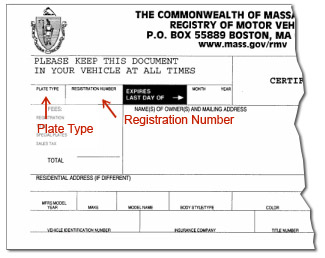 THE COMMONWEALTH OF MASSA
REGISTRY OF MOTOR VEH
P.O. BOX 55889 BOSTON, MA
www.mass.gov/rmv
PLEASE KEEP THIS DOCUMENT
IN YOUR VEHICLE AT ALL TIMES
CERTIF
PLATE TYPE REGISTRATION NUMBER EXPIRES LAST DAY OF MONTH YEAR
FEES: NAME(S) OF OWNER(S) AND MAILING ADDRESS
Plate Type Registration Number
REGISTRATION
SPECIAL PLATES
SALES TAX
TOTAL
RESIDENTIAL ADDRESS (IF DIFFERENT)
MFRS.MODEL YEAR MAKE MODEL NAME BODY STYLE/TYPE COLOR
VEHICLE IDENTIFICATION NUMBER INSURANCE COMPANY TITLE NUMBER